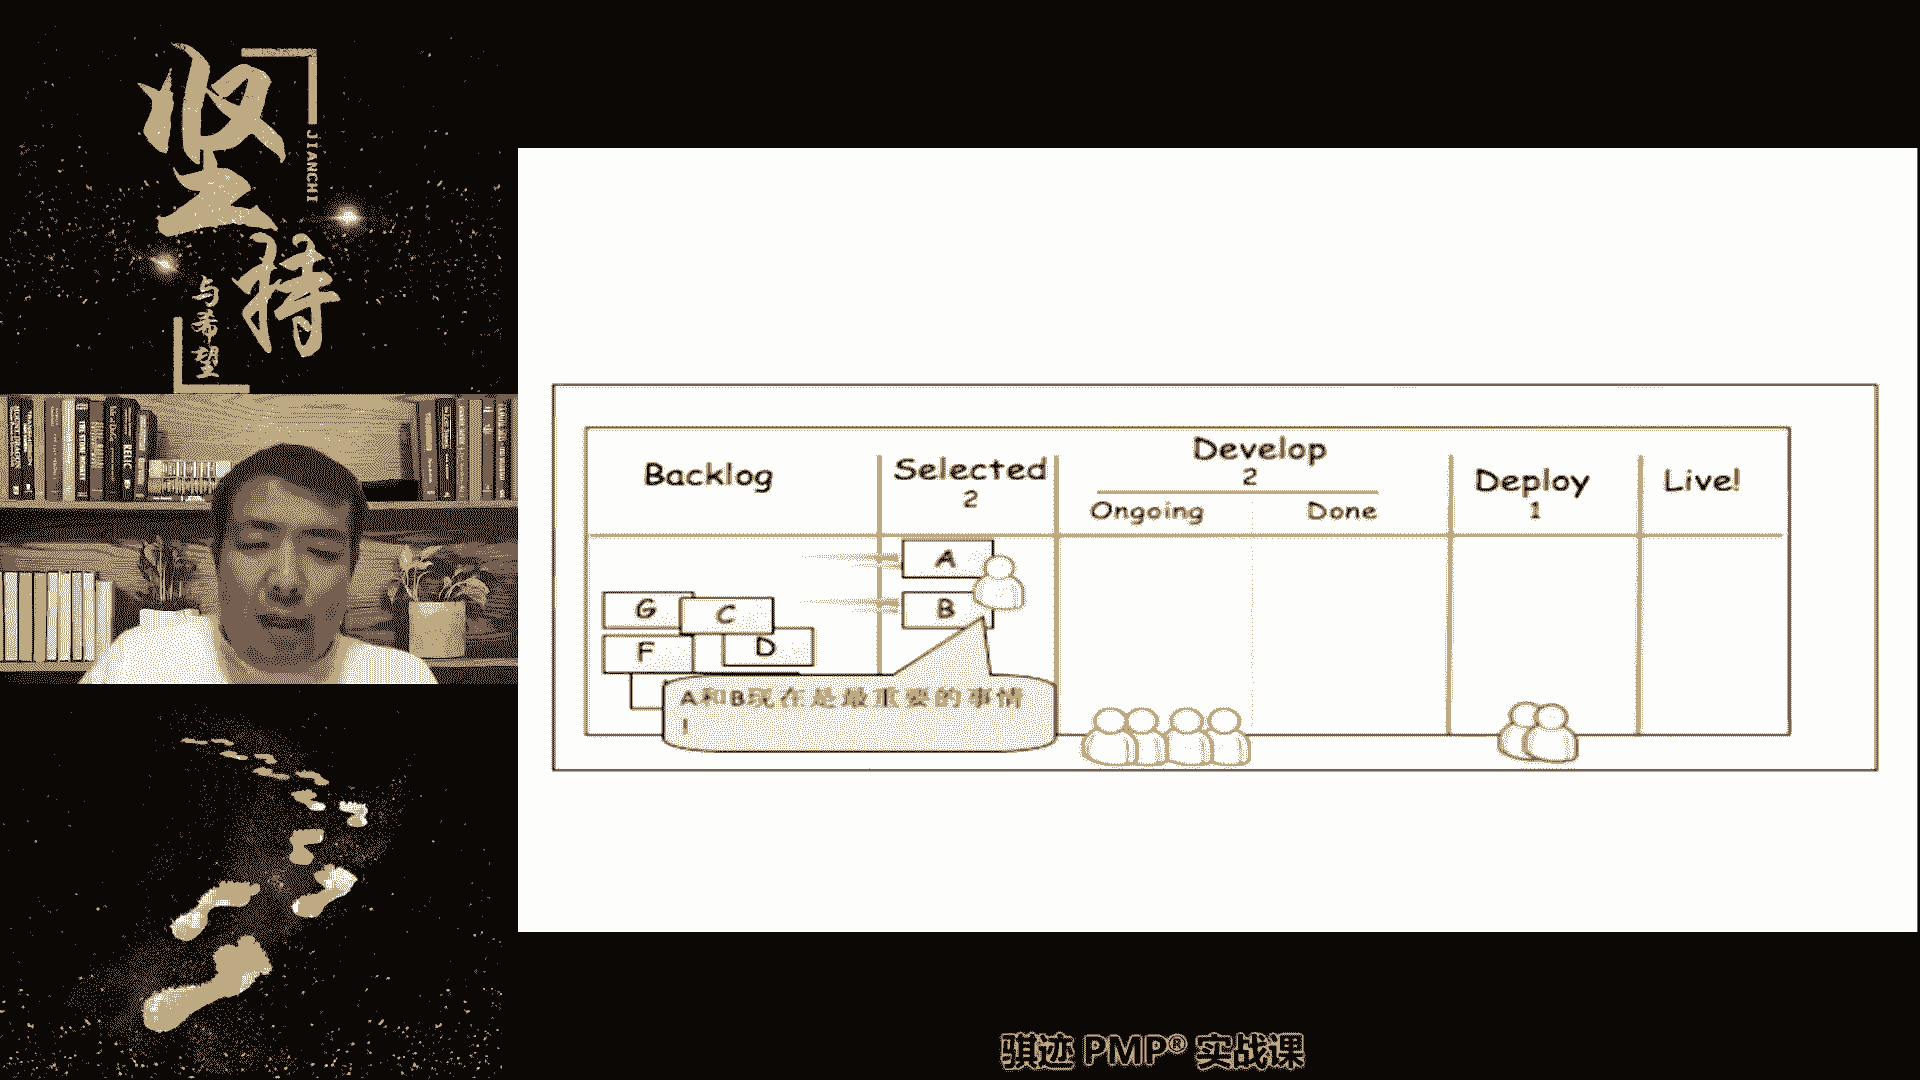 坚持
JIANCHI
与希望
Backlog
Selected
2
Develop
2
Ongoing
Done
Deploy
1
Live!
A
B
G
C
F
D
A和B现在是最重要的事情
!
骐迹 PMP® 实战课